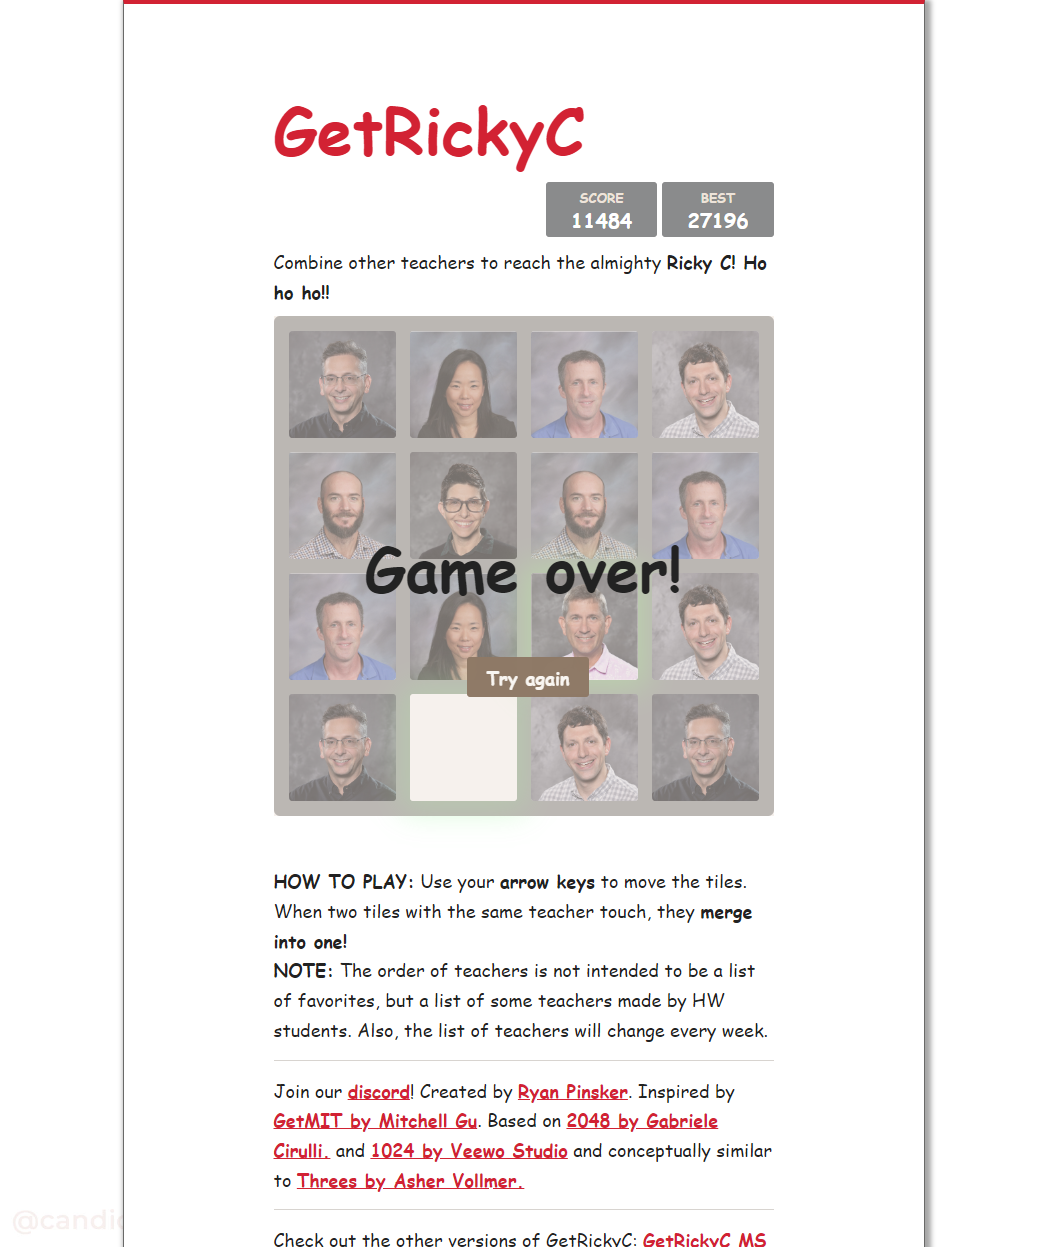 GetRickyC
SCORE
11484
BEST
27196
Combine other teachers to reach the almighty Ricky C! Ho
ho ho!!
Game over!
Try again
HOW TO PLAY: Use your arrow keys to move the tiles.
When two tiles with the same teacher touch, they merge
into one!
NOTE: The order of teachers is not intended to be a list
of favorites, but a list of some teachers made by HW
students. Also, the list of teachers will change every week.
Join our discord! Created by Ryan Pinsker. Inspired by
GetMIT by Mitchell Gu. Based on 2048 by Gabriele
Cirulli. and 1024 by Veewo Studio and conceptually similar
to Threes by Asher Vollmer.
Check out the other versions of GetRickyC: GetRickyC MS